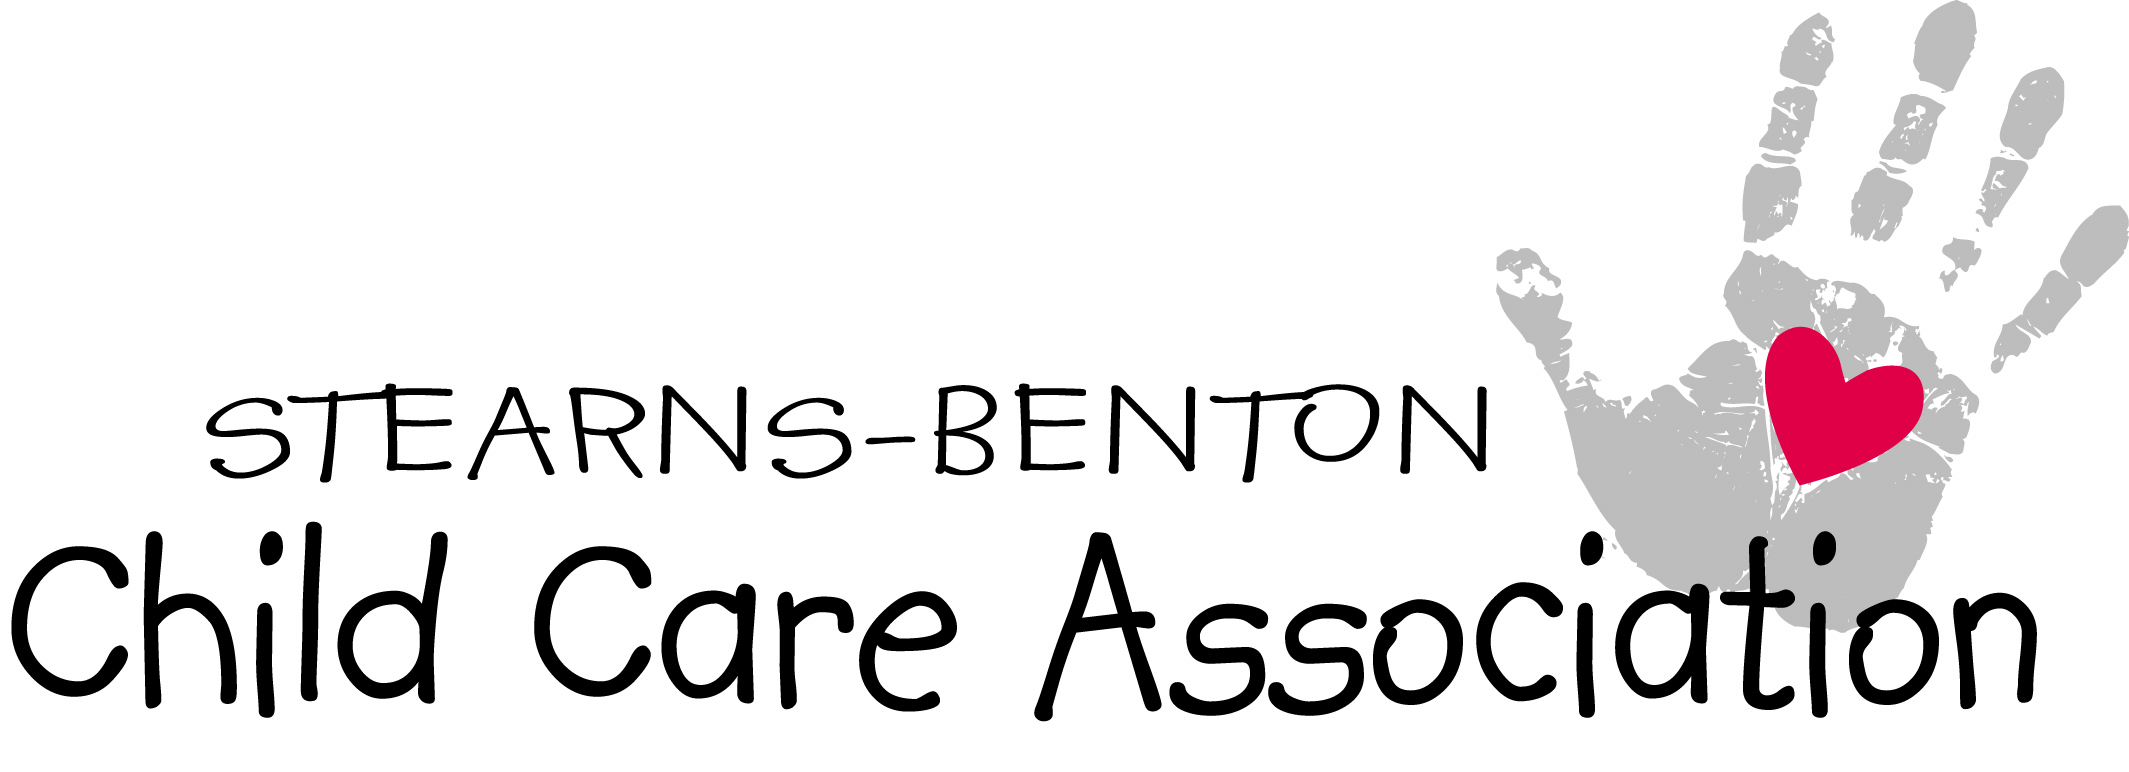 STEARNS-BENTON
Child Care Association